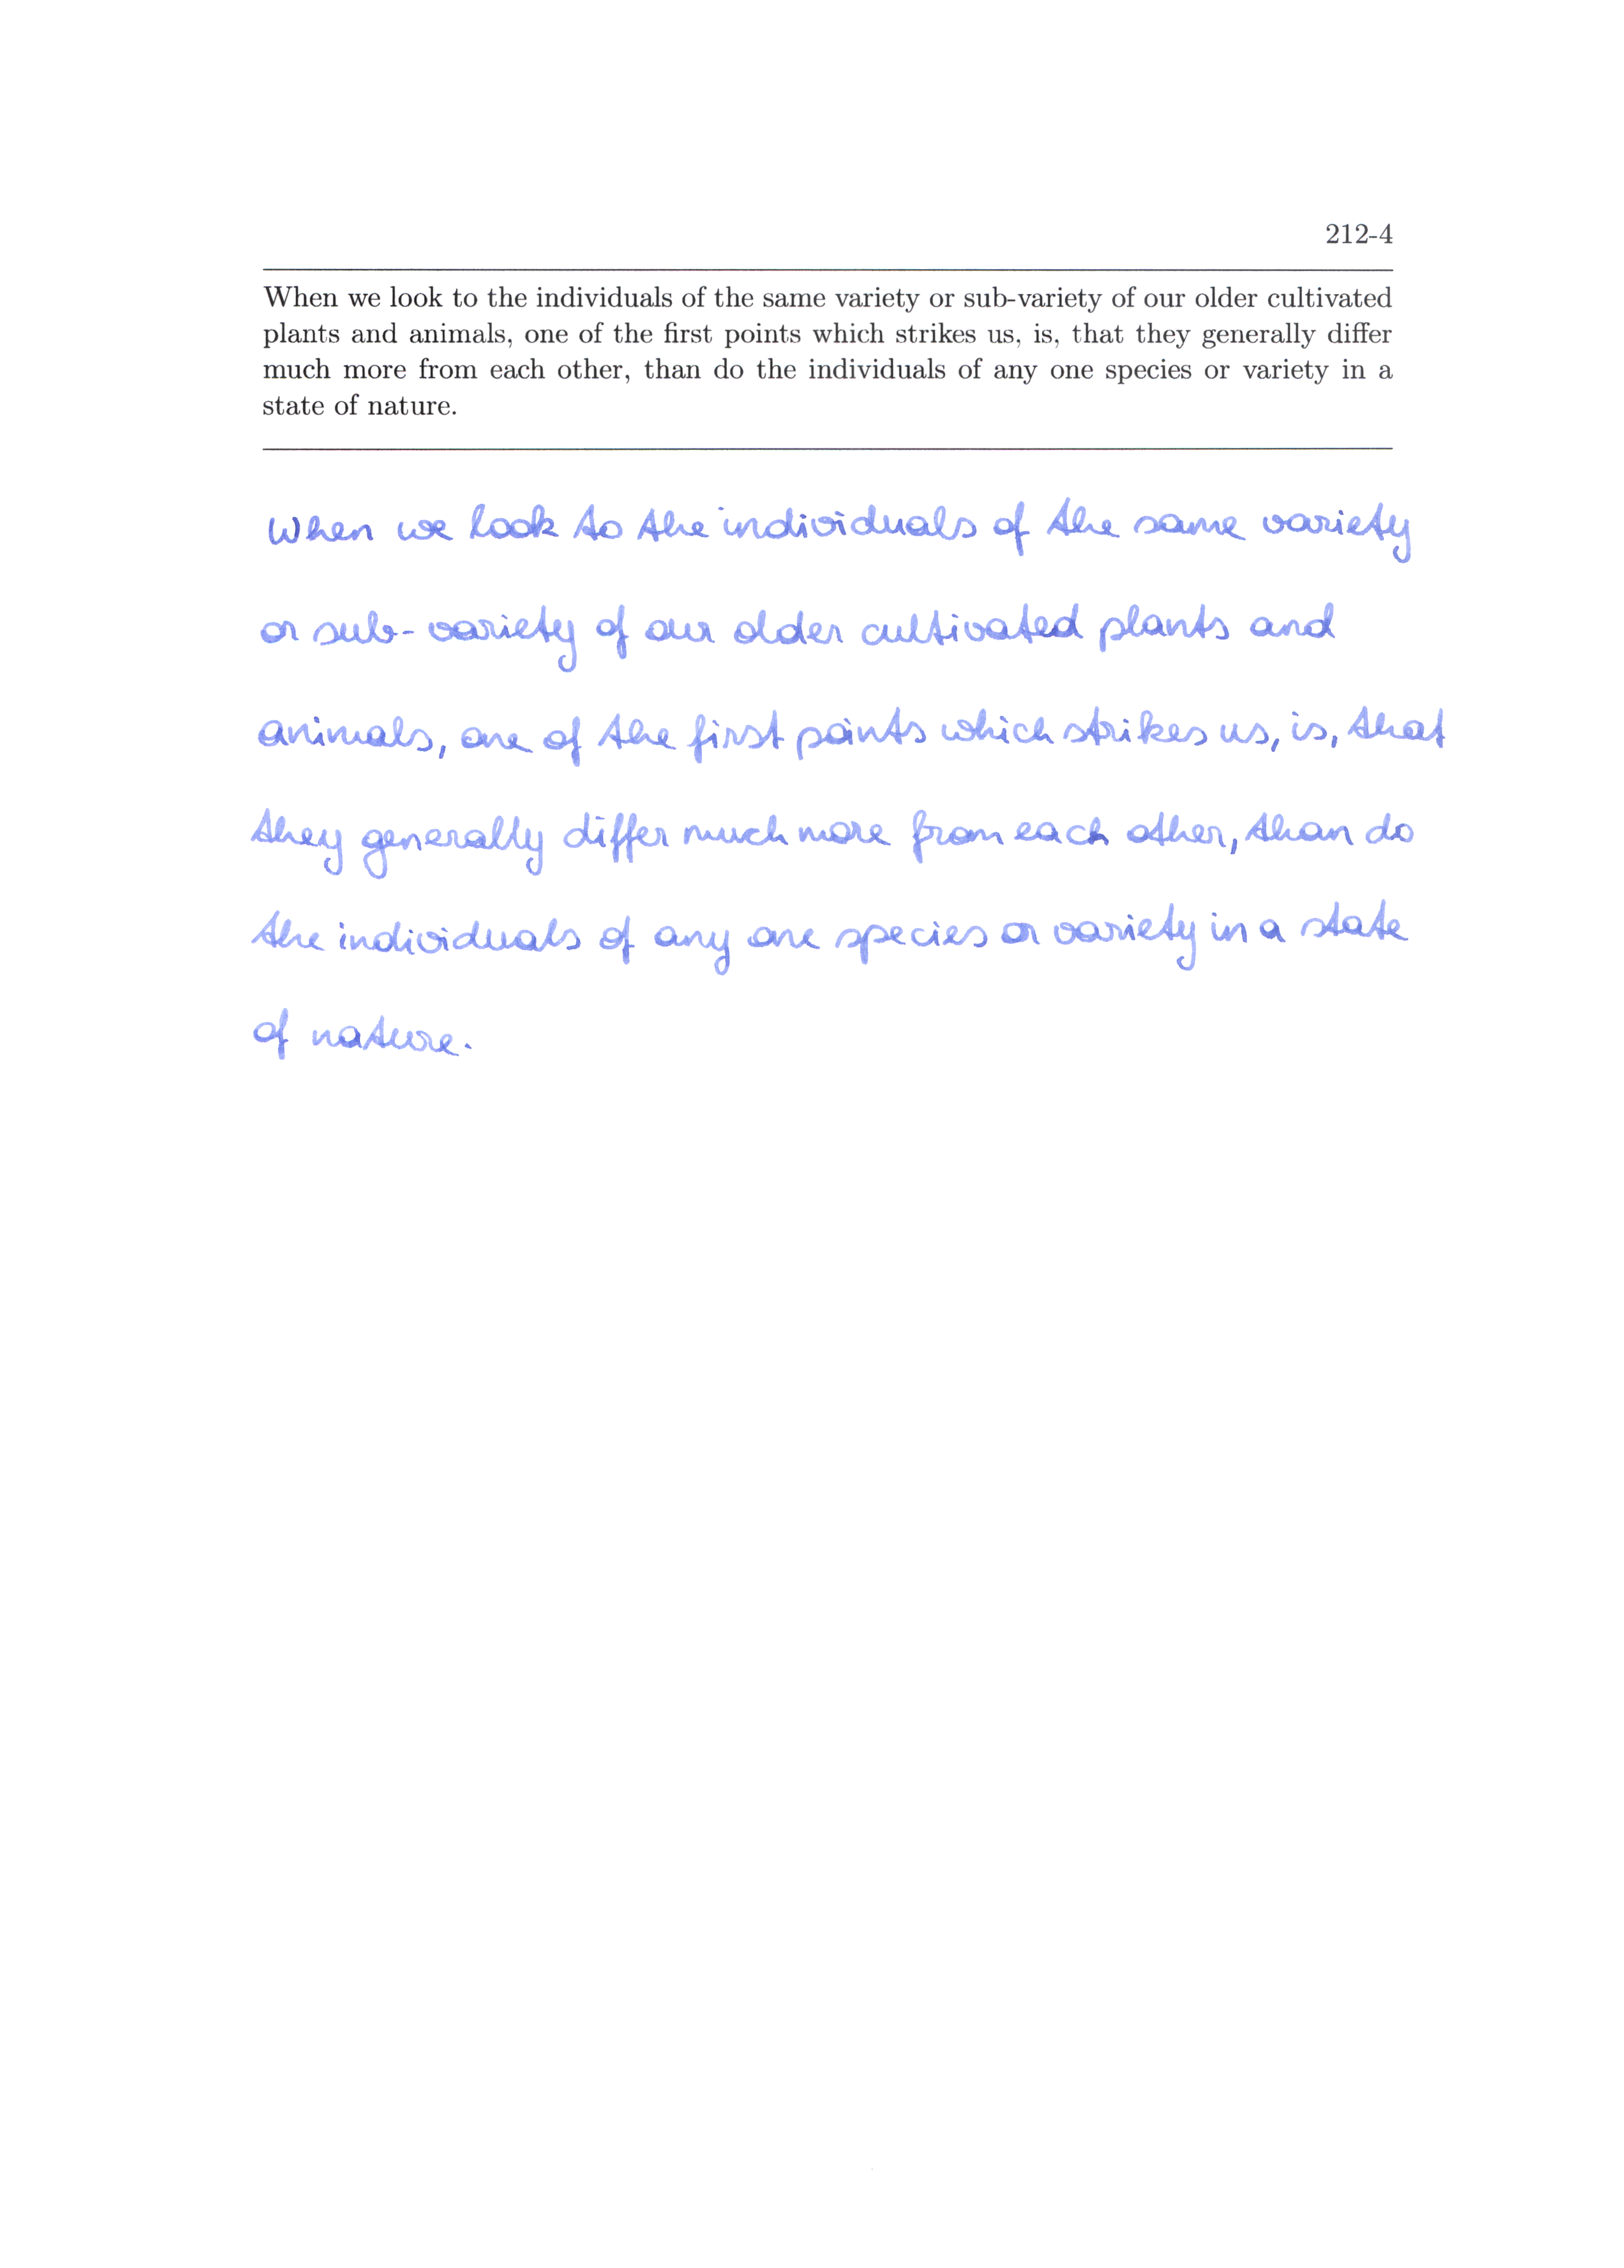 212-4
When we look to the individuals of the same variety or sub-variety of our older cultivated
plants and animals, one of the first points which strikes us, is, that they generally differ
much more from each other, than do the individuals of any one species or variety in a
state of nature.
When we look to the individuals of the same variety
or sub-variety of our older cultivated plants and
animals, one of the first points which strikes us, is, that
they generally differ much more from each other, than do
the individuals of any one species or variety in a state
of nature.